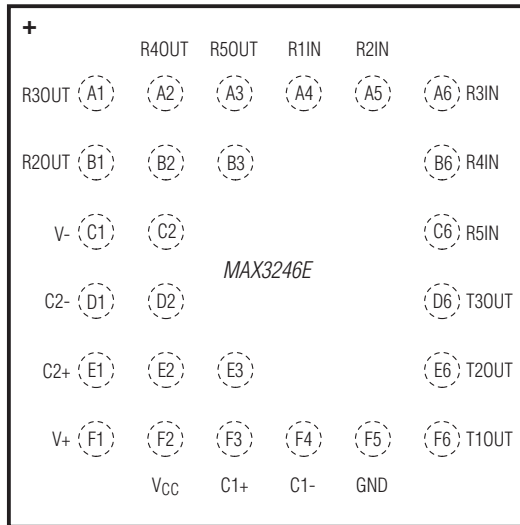 +
R4OUT R5OUT R1IN R2IN
R3OUT A1 A2 A3 A4 A5 A6 R3IN
R2OUT B1 B2 B3 B6 R4IN
V- C1 C2 C6 R5IN
MAX3246E
C2- D1 D2 D6 T3OUT
C2+ E1 E2 E3 E6 T2OUT
V+ F1 F2 F3 F4 F5 F6 T1OUT
VCC C1+ C1- GND